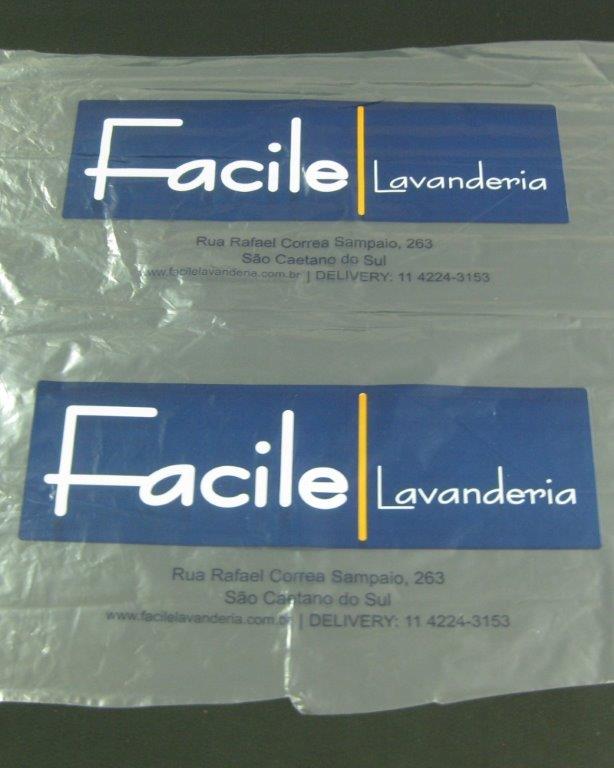 Facile Lavanderia
Rua Rafael Correa Sampaio, 263
São Caetano do Sul
www.facilelavanderia.com.br | DELIVERY: 11 4224-3153
Facile Lavanderia
Rua Rafael Correa Sampaio, 263
São Caetano do Sul
www.facilelavanderia.com.br | DELIVERY: 11 4224-3153